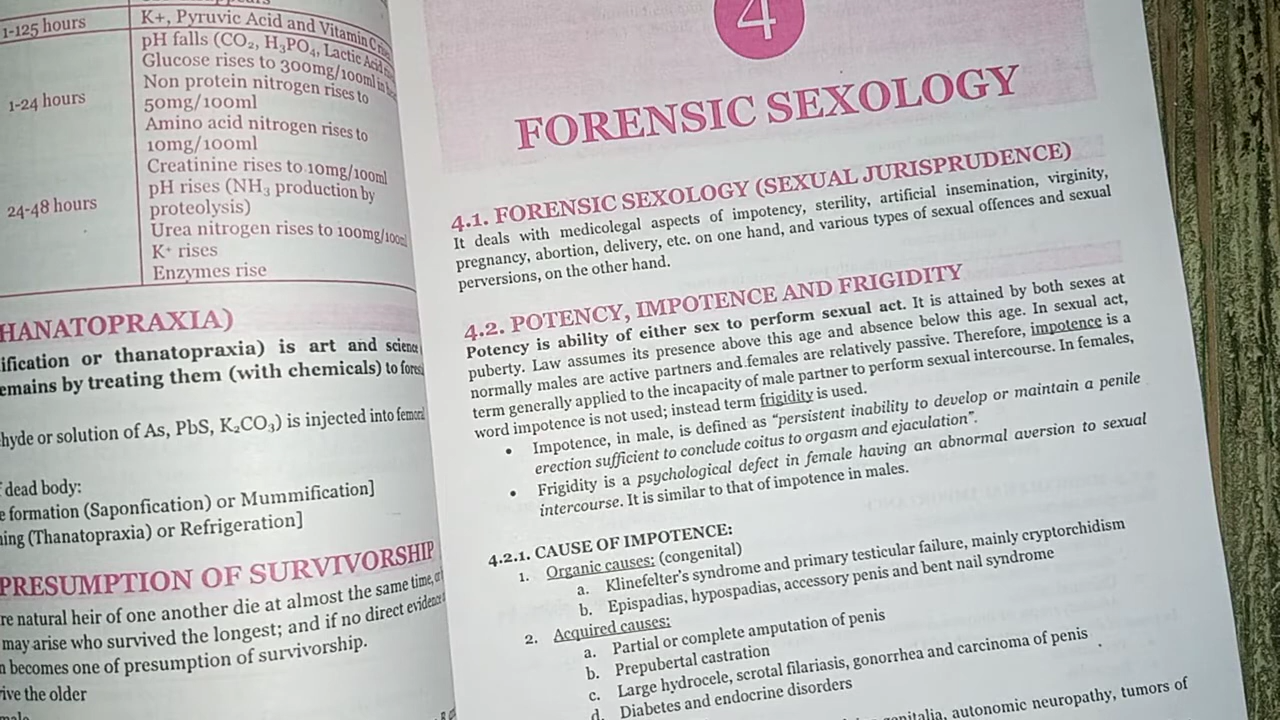 1-125 hours
K+, Pyruvic Acid and Vitamin C
pH falls (CO₂, H₃PO₄, Lactic Acid
Glucose rises to 300mg/100ml in
1-24 hours
Non protein nitrogen rises to
50mg/100ml
Amino acid nitrogen rises to
10mg/100ml
Creatinine rises to 10mg/100ml
24-48 hours
pH rises (NH₃ production by
proteolysis)
Urea nitrogen rises to 100mg/100ml
K⁺ rises
Enzymes rise
HANATOPRAXIA)
ification or thanatopraxia) is art and science
emains by treating them (with chemicals) to
hyde or solution of As, PbS, K₂CO₃) is injected into femoral
dead body:
e formation (Saponfication) or Mummification]
ing (Thanatopraxia) or Refrigeration]
PRESUMPTION OF SURVIVORSHIP
re natural heir of one another die at almost the same time,
may arise who survived the longest; and if no direct evidence
becomes one of presumption of survivorship.
ive the older
4
FORENSIC SEXOLOGY
4.1. FORENSIC SEXOLOGY (SEXUAL JURISPRUDENCE)
It deals with medicolegal aspects of impotency, sterility, artificial insemination, virginity,
pregnancy, abortion, delivery, etc. on one hand, and various types of sexual offences and sexual
perversions, on the other hand.
4.2. POTENCY, IMPOTENCE AND FRIGIDITY
Potency is ability of either sex to perform sexual act. It is attained by both sexes at
puberty. Law assumes its presence above this age and absence below this age. In sexual act,
normally males are active partners and females are relatively passive. Therefore, impotence is a
term generally applied to the incapacity of male partner to perform sexual intercourse. In females,
word impotence is not used; instead term frigidity is used.
• Impotence, in male, is defined as “persistent inability to develop or maintain a penile
erection sufficient to conclude coitus to orgasm and ejaculation”.
• Frigidity is a psychological defect in female having an abnormal aversion to sexual
intercourse. It is similar to that of impotence in males.
4.2.1. CAUSE OF IMPOTENCE:
1. Organic causes: (congenital)
a. Klinefelter's syndrome and primary testicular failure, mainly cryptorchidism
b. Epispadias, hypospadias, accessory penis and bent nail syndrome
2. Acquired causes:
a. Partial or complete amputation of penis
b. Prepubertal castration
c. Large hydrocele, scrotal filariasis, gonorrhea and carcinoma of penis
d. Diabetes and endocrine disorders
genitalia, autonomic neuropathy, tumors of